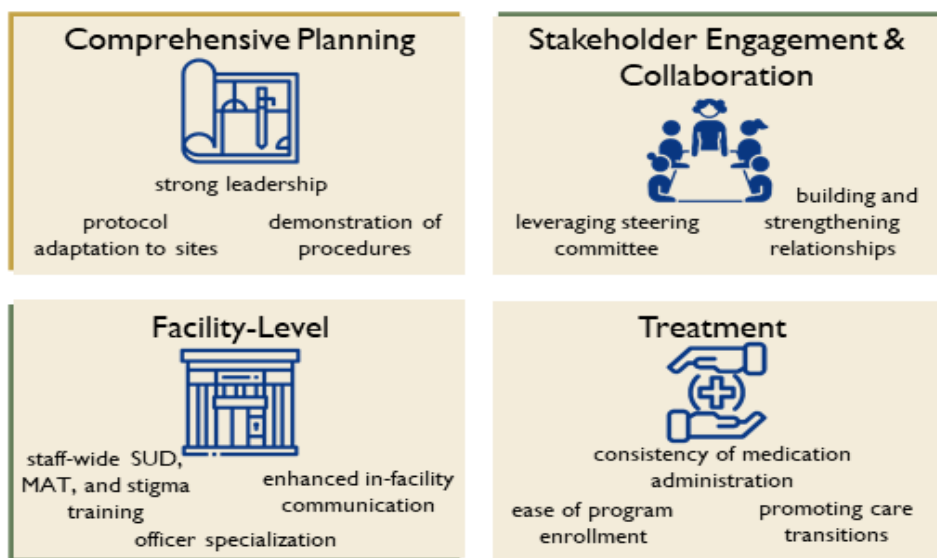 Comprehensive Planning
strong leadership
protocol
adaptation to sites
demonstration of
procedures
Stakeholder Engagement &
Collaboration
leveraging steering
committee
building and
strengthening
relationships
Facility-Level
staff-wide SUD,
MAT, and stigma
training
enhanced in-facility
communication
officer specialization
Treatment
consistency of medication
administration
ease of program
enrollment
promoting care
transitions